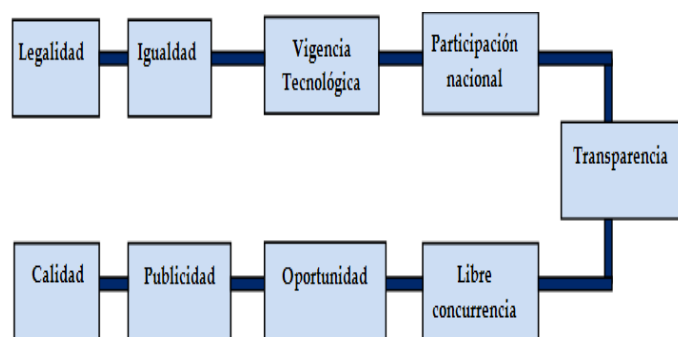 Legalidad
Igualdad
Vigencia
Tecnológica
Participación
nacional
Transparencia
Calidad
Publicidad
Oportunidad
Libre
concurrencia